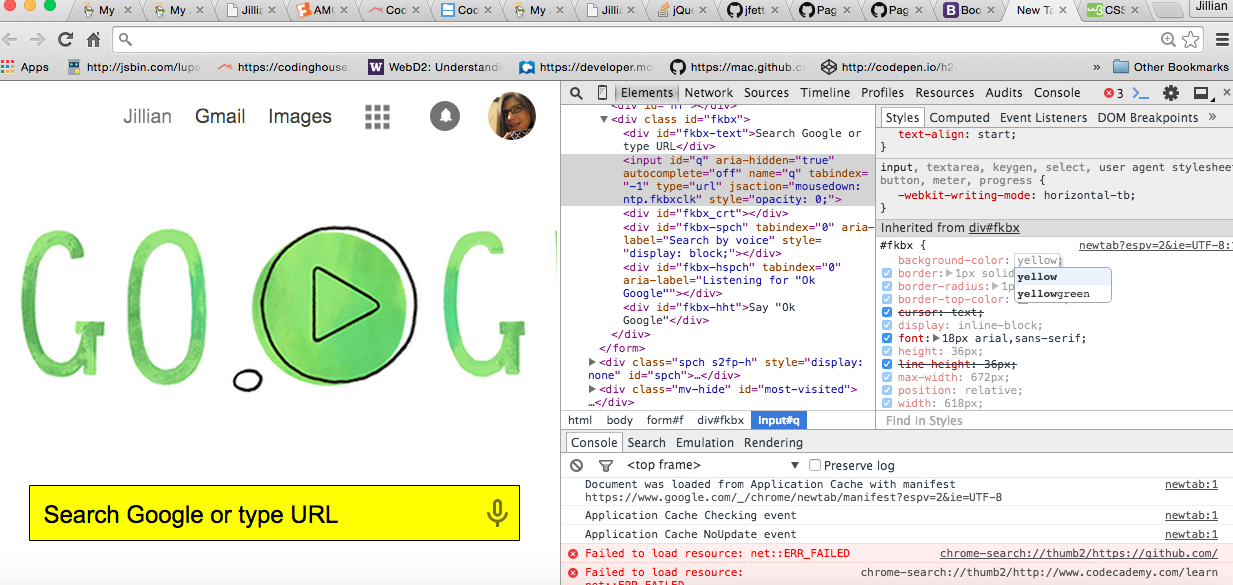 My
My
Jillia
AMC
Cod
Cod
My
Jillia
jQue
jfett
Pag
Pag
Boo
New Ta
CSS
Jillian
Apps
http://jsbin.com/lupa
https://codinghouse
WebD2: Understandi
https://developer.mo
https://mac.github.c
http://codepen.io/h
» Other Bookmarks
Jillian Gmail Images
GO G
Search Google or type URL
Elements Network Sources Timeline Profiles Resources Audits Console 3
<div class id="fkbx">
<div id="fkbx-text">Search Google or
type URL</div>
<input id="q" aria-hidden="true"
autocomplete="off" name="q" tabindex=
"-1" type="url" jsaction="mousedown:
ntp.fkbxclk" style="opacity: 0;">
<div id="fkbx_crt"></div>
<div id="fkbx-spch" tabindex="0" aria-
label="Search by voice" style=
"display: block;"></div>
<div id="fkbx-hspch" tabindex="0"
aria-label="Listening for "Ok
Google""></div>
<div id="fkbx-hht">Say "Ok
Google"</div>
</div>
</form>
<div class="spch s2fp-h" style="display:
none" id="spch">…</div>
<div class="mv-hide" id="most-visited">
…</div>
html body form#f div#fkbx input#q
Styles Computed Event Listeners DOM Breakpoints »
text-align: start;
}
input, textarea, keygen, select, user agent stylesheet
button, meter, progress {
-webkit-writing-mode: horizontal-tb;
}
Inherited from div#fkbx
#fkbx { newtab?espv=2&ie=UTF-8:
background-color: yellow;
yellow
yellowgreen
border: 1px solid
border-radius: 1p
border-top-color:
cursor: text;
display: inline-block;
font: 18px arial,sans-serif;
height: 36px;
line-height: 36px;
max-width: 672px;
position: relative;
width: 618px;
Find in Styles
Console Search Emulation Rendering
<top frame> Preserve log
Document was loaded from Application Cache with manifest newtab:1
https://www.google.com/_/chrome/newtab/manifest?espv=2&ie=UTF-8
Application Cache Checking event newtab:1
Application Cache NoUpdate event newtab:1
Failed to load resource: net::ERR_FAILED chrome-search://thumb2/https://github.com/
Failed to load resource: chrome-search://thumb2/http://www.codecademy.com/learn
net::ERR_FAILED